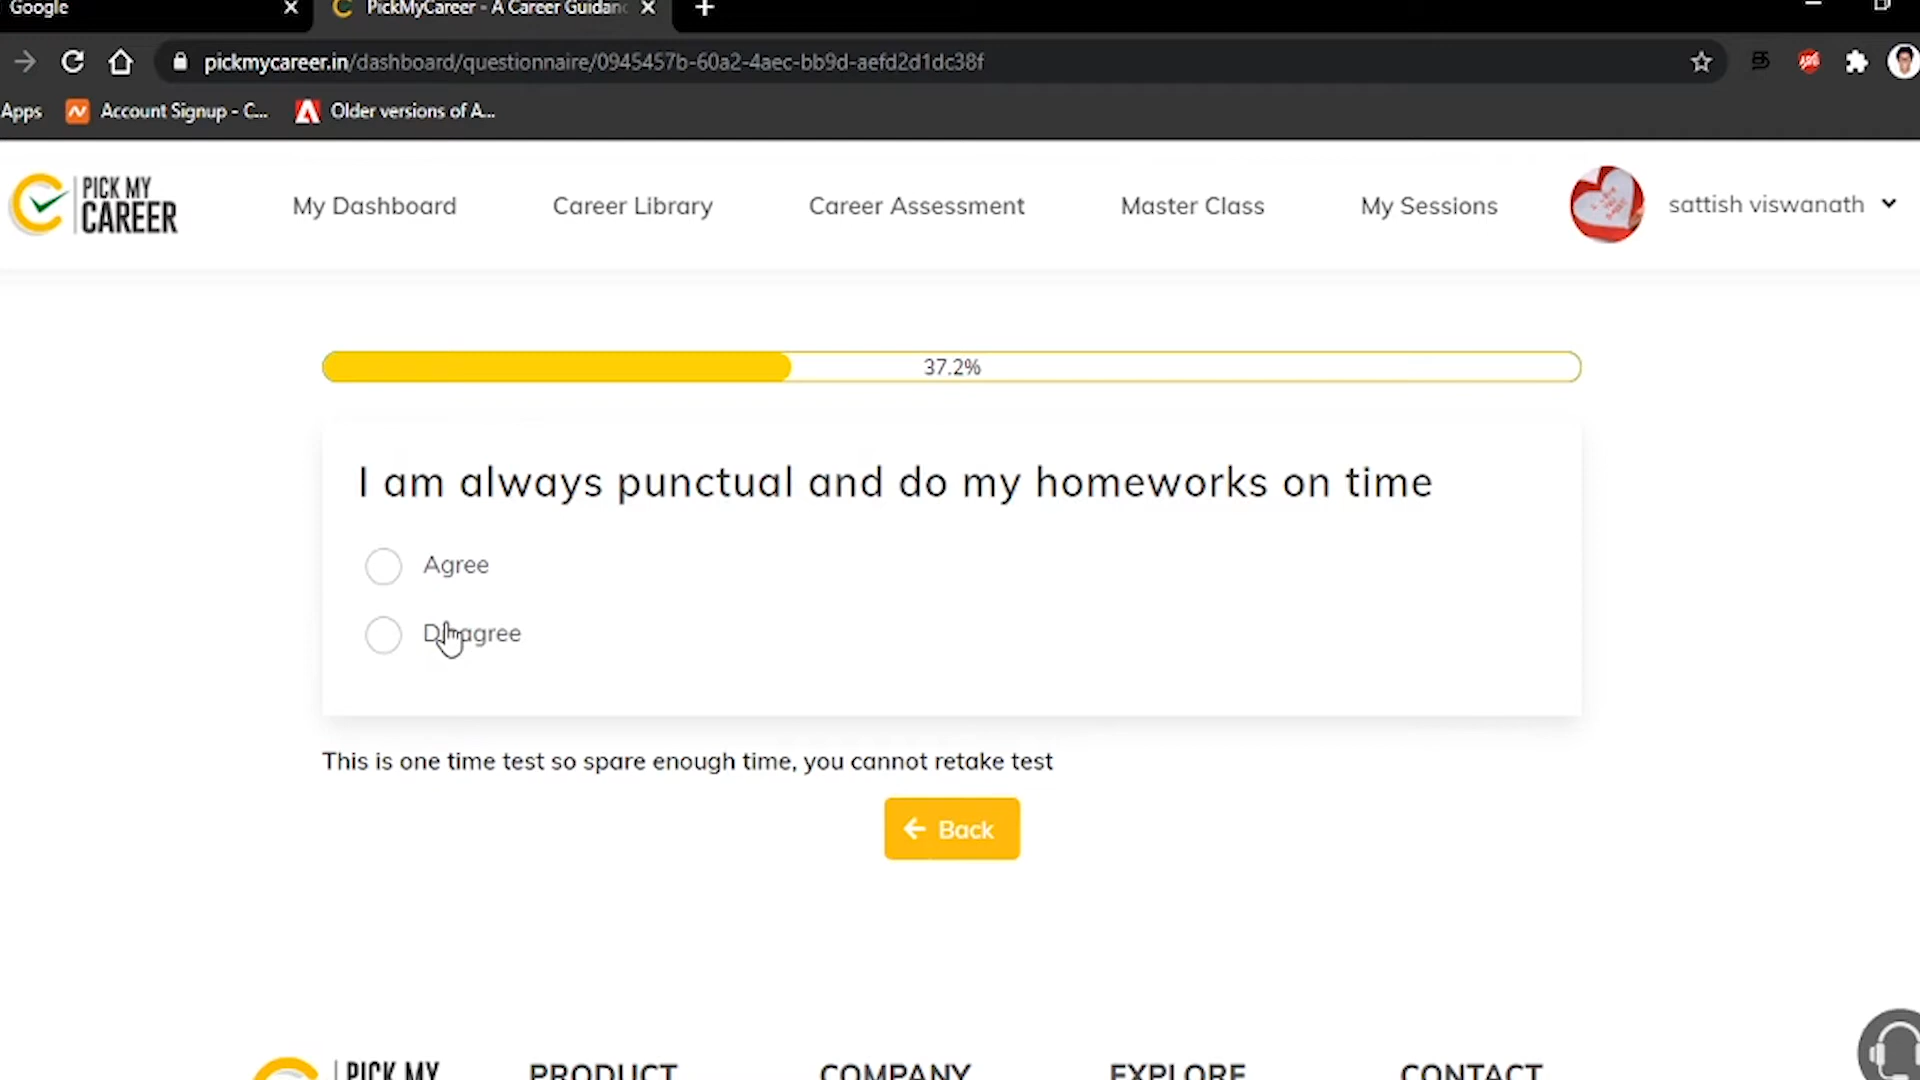 Google
PickMyCareer - A Career Guidanc
pickmycareer.in/dashboard/questionnaire/0945457b-60a2-4aec-bb9d-aefd2d1dc38f
Apps
Account Signup - C...
Older versions of A...
PICK MY
CAREER
My Dashboard
Career Library
Career Assessment
Master Class
My Sessions
sattish viswanath
37.2%
I am always punctual and do my homeworks on time
Agree
Disagree
This is one time test so spare enough time, you cannot retake test
Back
PICK MY
PRODUCT
COMPANY
EXPLORE
CONTACT